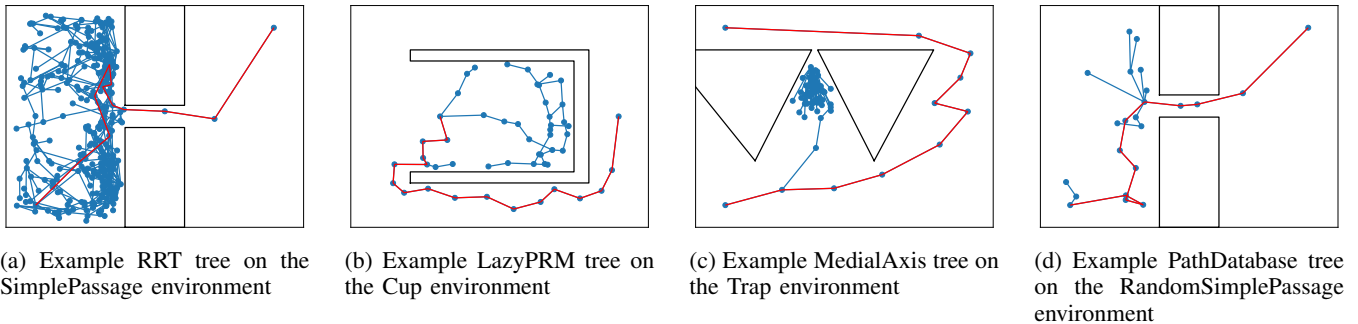 (a) Example RRT tree on the
SimplePassage environment
(b) Example LazyPRM tree on
the Cup environment
(c) Example MedialAxis tree on
the Trap environment
(d) Example PathDatabase tree
on the RandomSimplePassage
environment